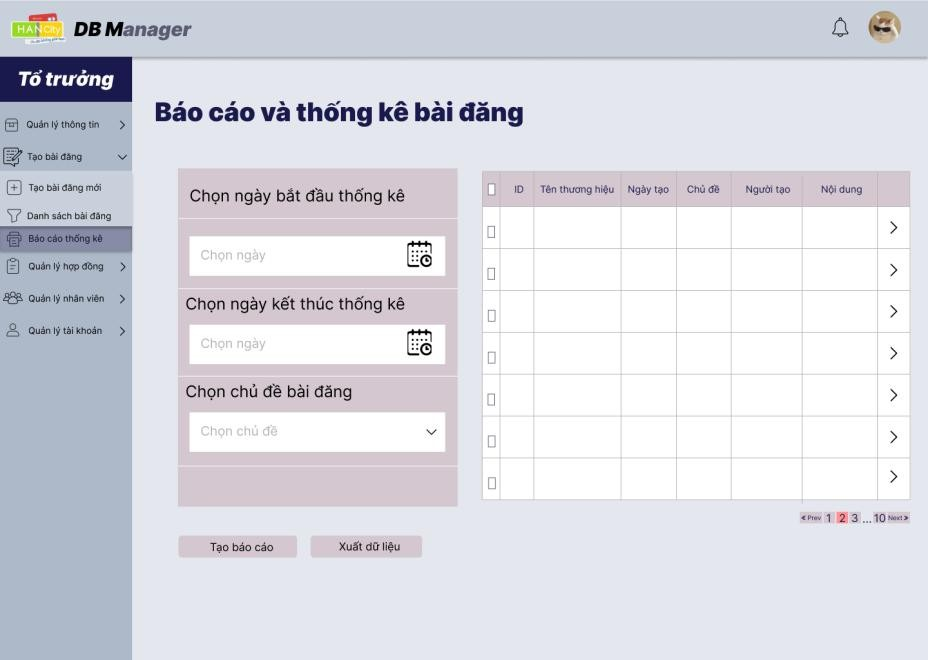 HANCity
DB Manager
Tổ trưởng
Quản lý thông tin
Tạo bài đăng
Tạo bài đăng mới
Danh sách bài đăng
Báo cáo thống kê
Quản lý hợp đồng
Quản lý nhân viên
Quản lý tài khoản
Báo cáo và thống kê bài đăng
Chọn ngày bắt đầu thống kê
Chọn ngày
Chọn ngày kết thúc thống kê
Chọn ngày
Chọn chủ đề bài đăng
Chọn chủ đề
Tạo báo cáo
Xuất dữ liệu
ID Tên thương hiệu Ngày tạo Chủ đề Người tạo Nội dung
Prev 1 2 3 ... 10 Next